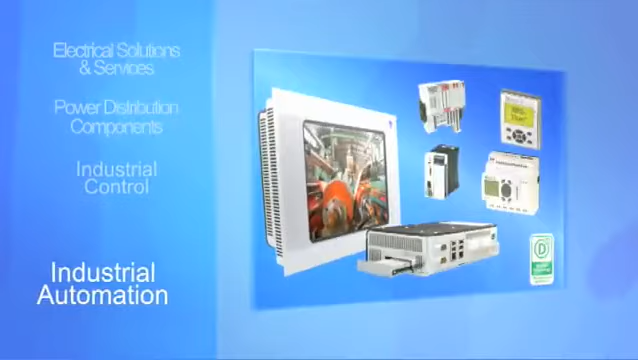 Electrical Solutions
& Services
Power Distribution
Components
Industrial
Control
Industrial
Automation